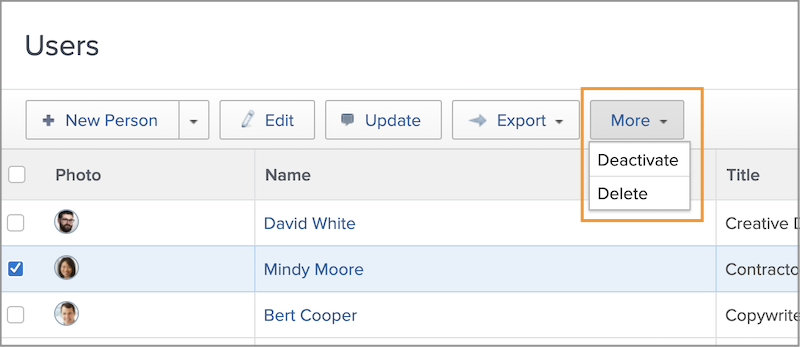 Users
New Person Edit Update Export More
Deactivate
Delete
Photo Name Title
David White Creative D
Mindy Moore Contracto
Bert Cooper Copywrite